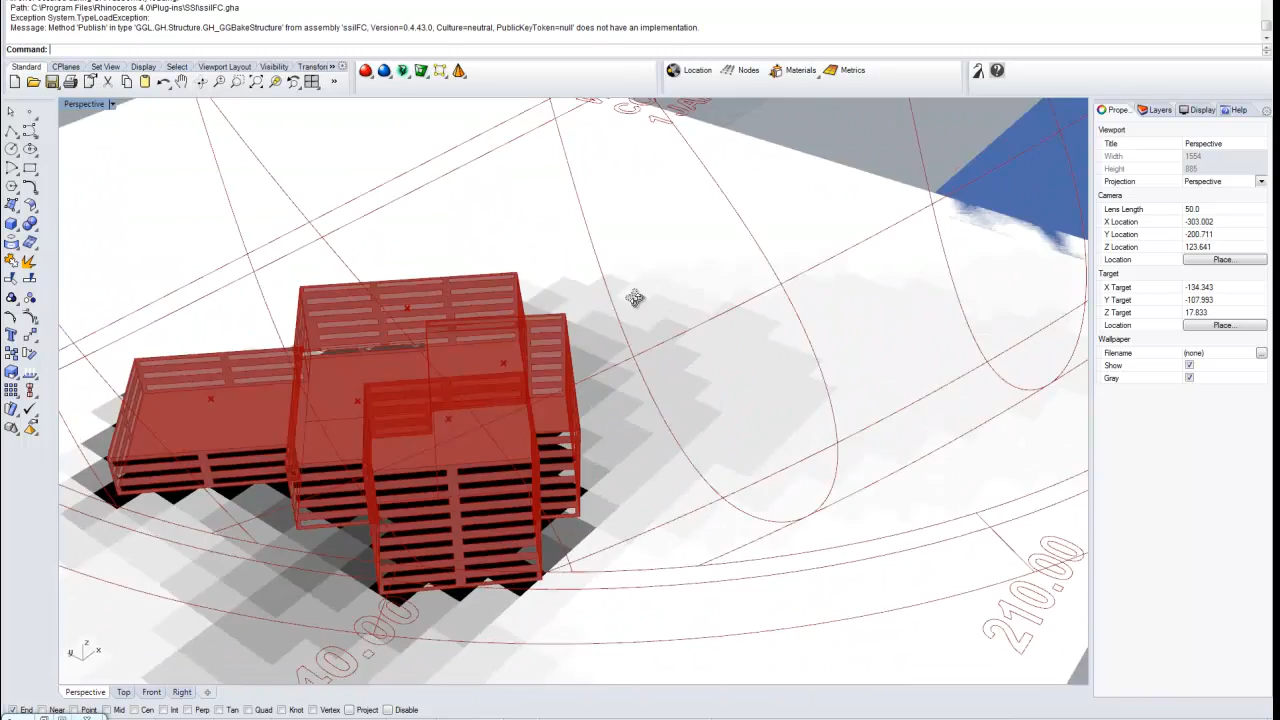 Path: C:\Program Files\Rhinoceros 4.0\Plug-ins\SSI\ssiIFC.gha
Exception System.TypeLoadException:
Message: Method 'Publish' in type 'GGL.GH.Structure.GH_GGBakeStructure' from assembly 'ssiIFC, Version=0.4.43.0, Culture=neutral, PublicKeyToken=null' does not have an implementation.
Command:
Standard CPlanes Set View Display Select Viewport Layout Visibility Transform »
Location Nodes Materials Metrics
»
Perspective
Prope... Layers Display Help
Viewport
Title Perspective
Width 1554
Height 885
Projection Perspective
Camera
Lens Length 50.0
X Location -303.002
Y Location -200.711
Z Location 123.641
Location Place...
Target
X Target -134.343
Y Target -107.993
Z Target 17.833
Location Place...
Wallpaper
Filename (none) ...
Show
Gray
210.00
40.00
z
y x
Perspective Top Front Right
End Near Point Mid Cen Int Perp Tan Quad Knot Vertex Project Disable